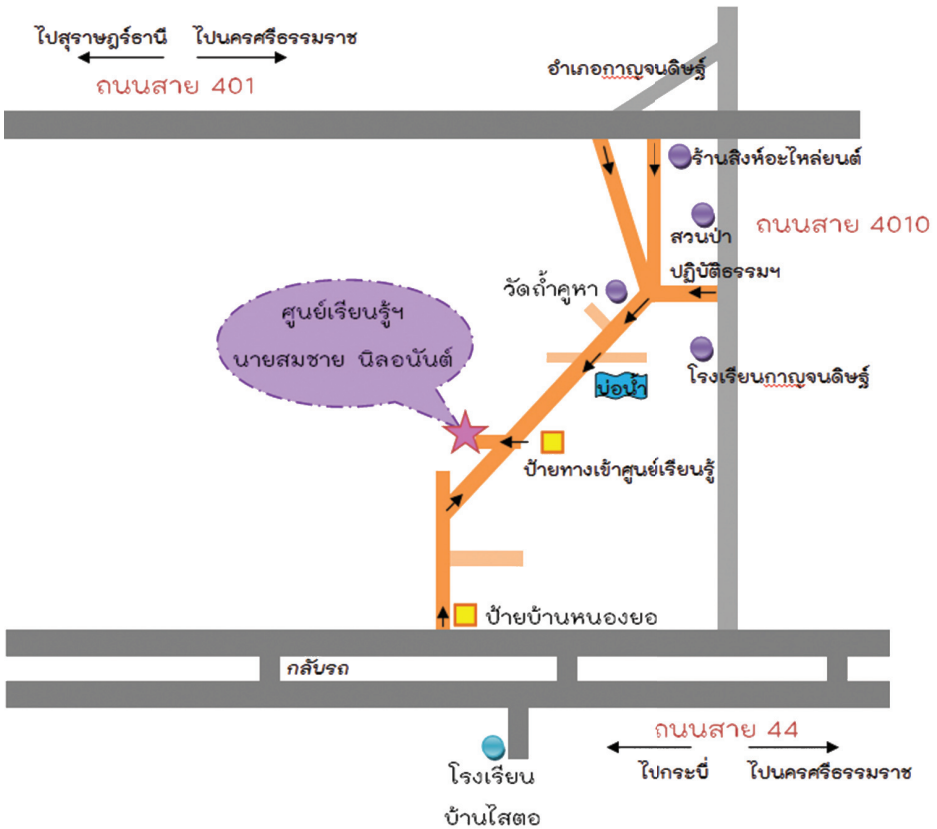 ไปสุราษฎร์ธานี ไปนครศรีธรรมราช
ถนนสาย 401
อำเภอกาญจนดิษฐ์
ร้านสิงห์อะไหล่ยนต์
สวนป่า
ปฏิบัติธรรมฯ
ถนนสาย 4010
วัดถ้ำคูหา
ศูนย์เรียนรู้ฯ
นายสมชาย นิลอนันต์
โรงเรียนกาญจนดิษฐ์
บ่อน้ำ
ป้ายทางเข้าศูนย์เรียนรู้
ป้ายบ้านหนองยอ
กลับรถ
ถนนสาย 44
ไปกระบี่ ไปนครศรีธรรมราช
โรงเรียน
บ้านไสตอ